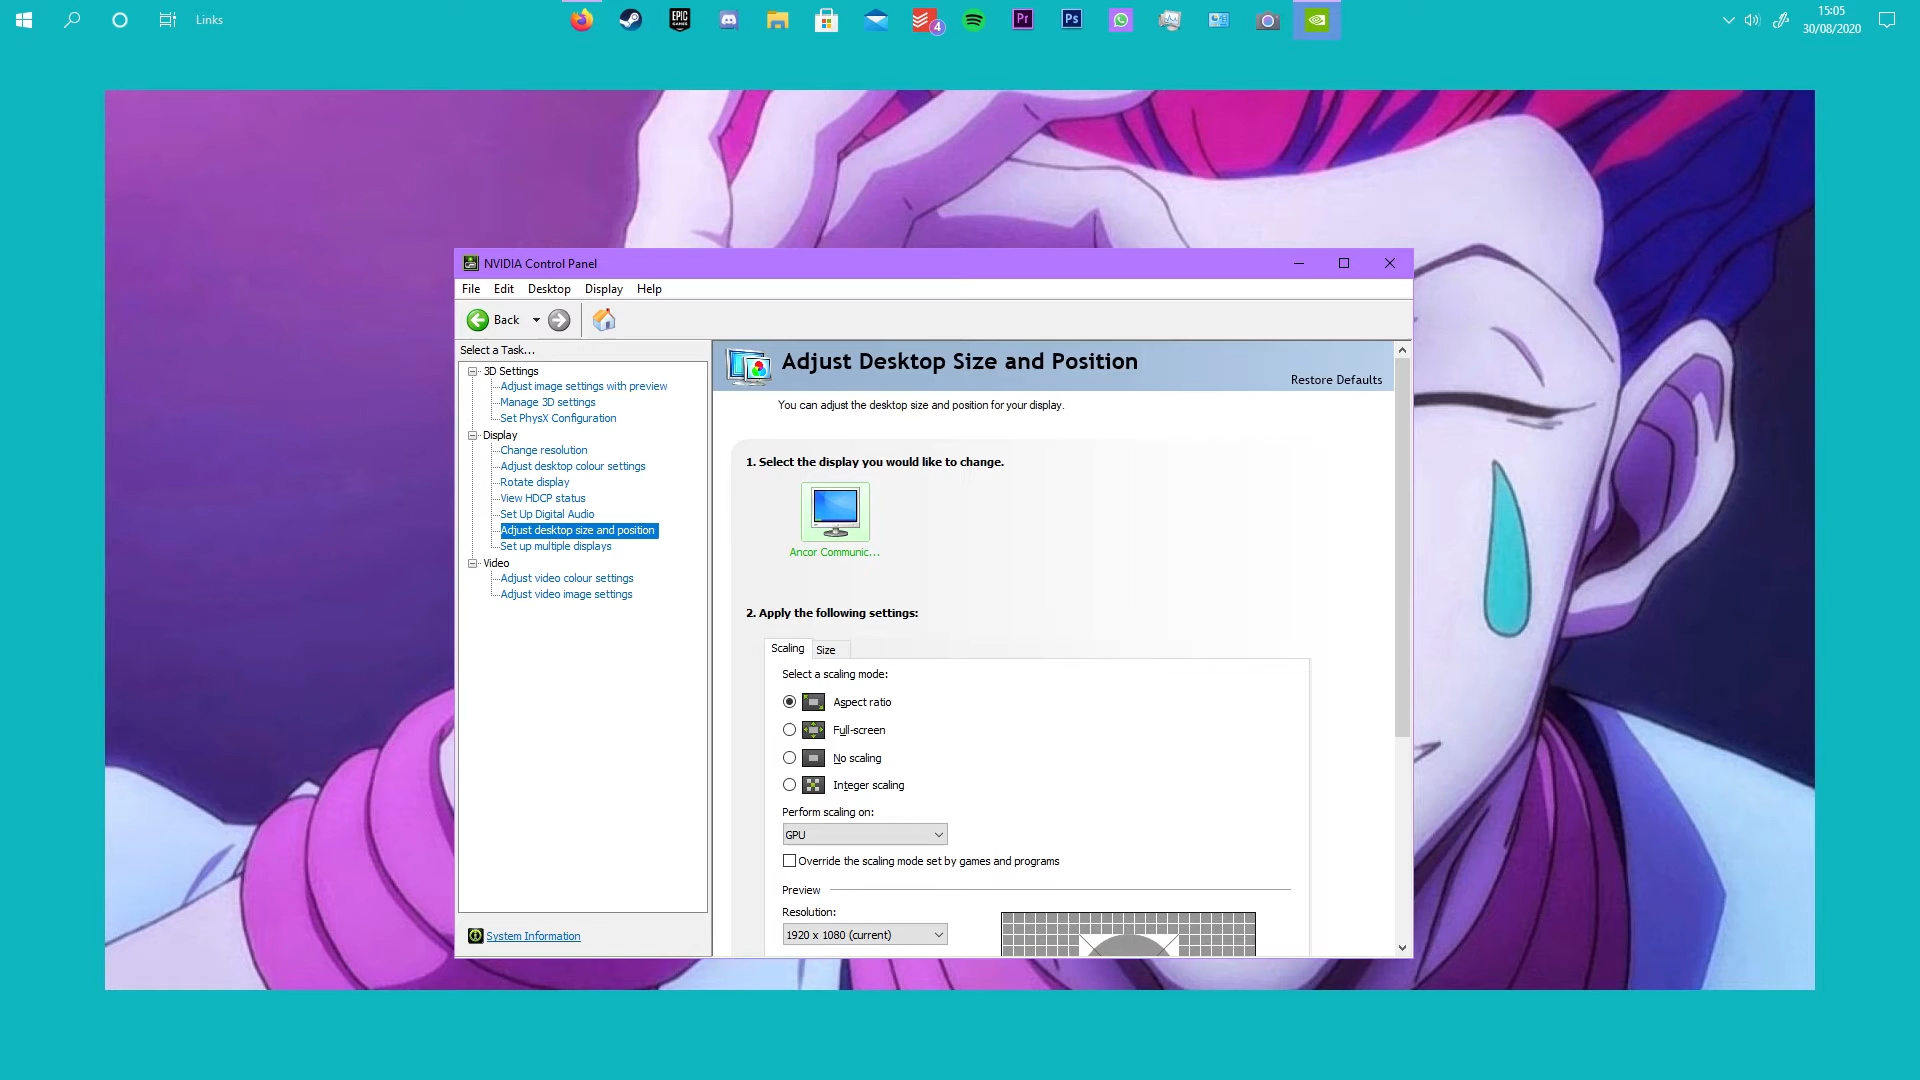 Links
EPIC GAMES
4
Pr
Ps
15:05
30/08/2020
NVIDIA Control Panel
File Edit Desktop Display Help
Back
Select a Task...
3D Settings
Adjust image settings with preview
Manage 3D settings
Set PhysX Configuration
Display
Change resolution
Adjust desktop colour settings
Rotate display
View HDCP status
Set Up Digital Audio
Adjust desktop size and position
Set up multiple displays
Video
Adjust video colour settings
Adjust video image settings
System Information
Adjust Desktop Size and Position
Restore Defaults
You can adjust the desktop size and position for your display.
1. Select the display you would like to change.
Ancor Communic...
2. Apply the following settings:
Scaling Size
Select a scaling mode:
Aspect ratio
Full-screen
No scaling
Integer scaling
Perform scaling on:
GPU
Override the scaling mode set by games and programs
Preview
Resolution:
1920 x 1080 (current)